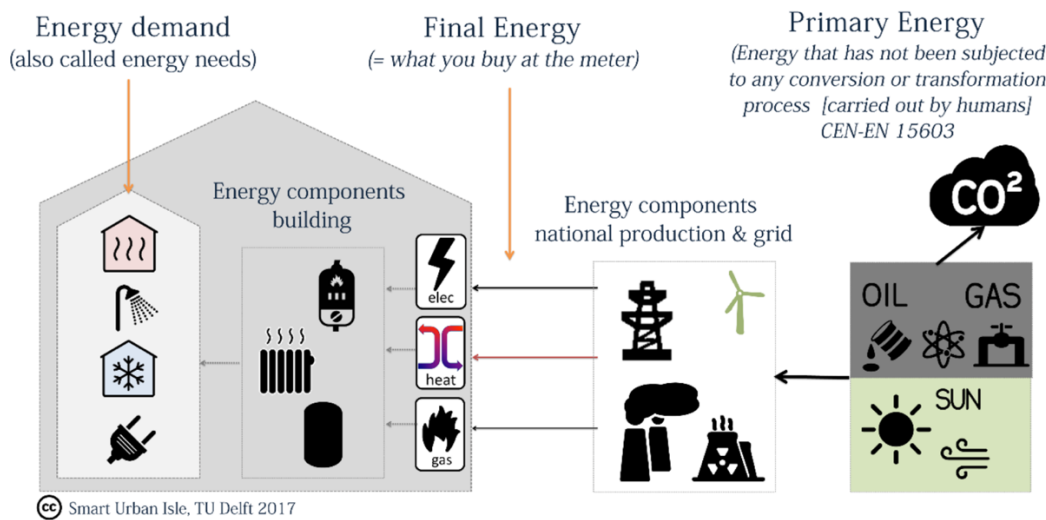 Energy demand
(also called energy needs)
Final Energy
(= what you buy at the meter)
Primary Energy
(Energy that has not been subjected
to any conversion or transformation
process [carried out by humans]
CEN-EN 15603
Energy components
building
Energy components
national production & grid
elec
heat
gas
CO²
OIL
GAS
SUN
cc Smart Urban Isle, TU Delft 2017